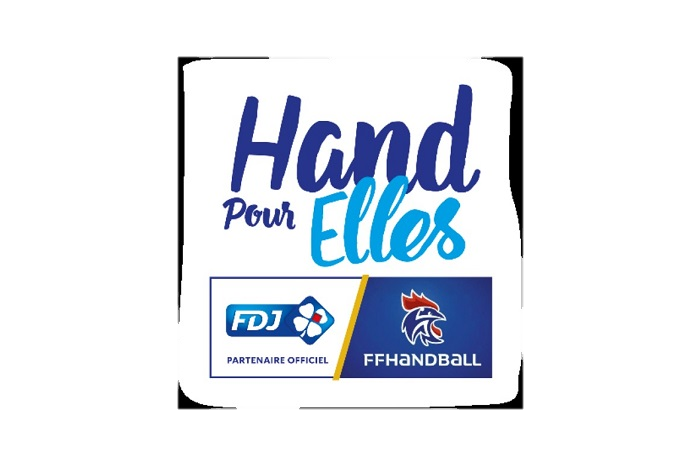 Hand
Pour Elles
FDJ
PARTENAIRE OFFICIEL
FFHANDBALL